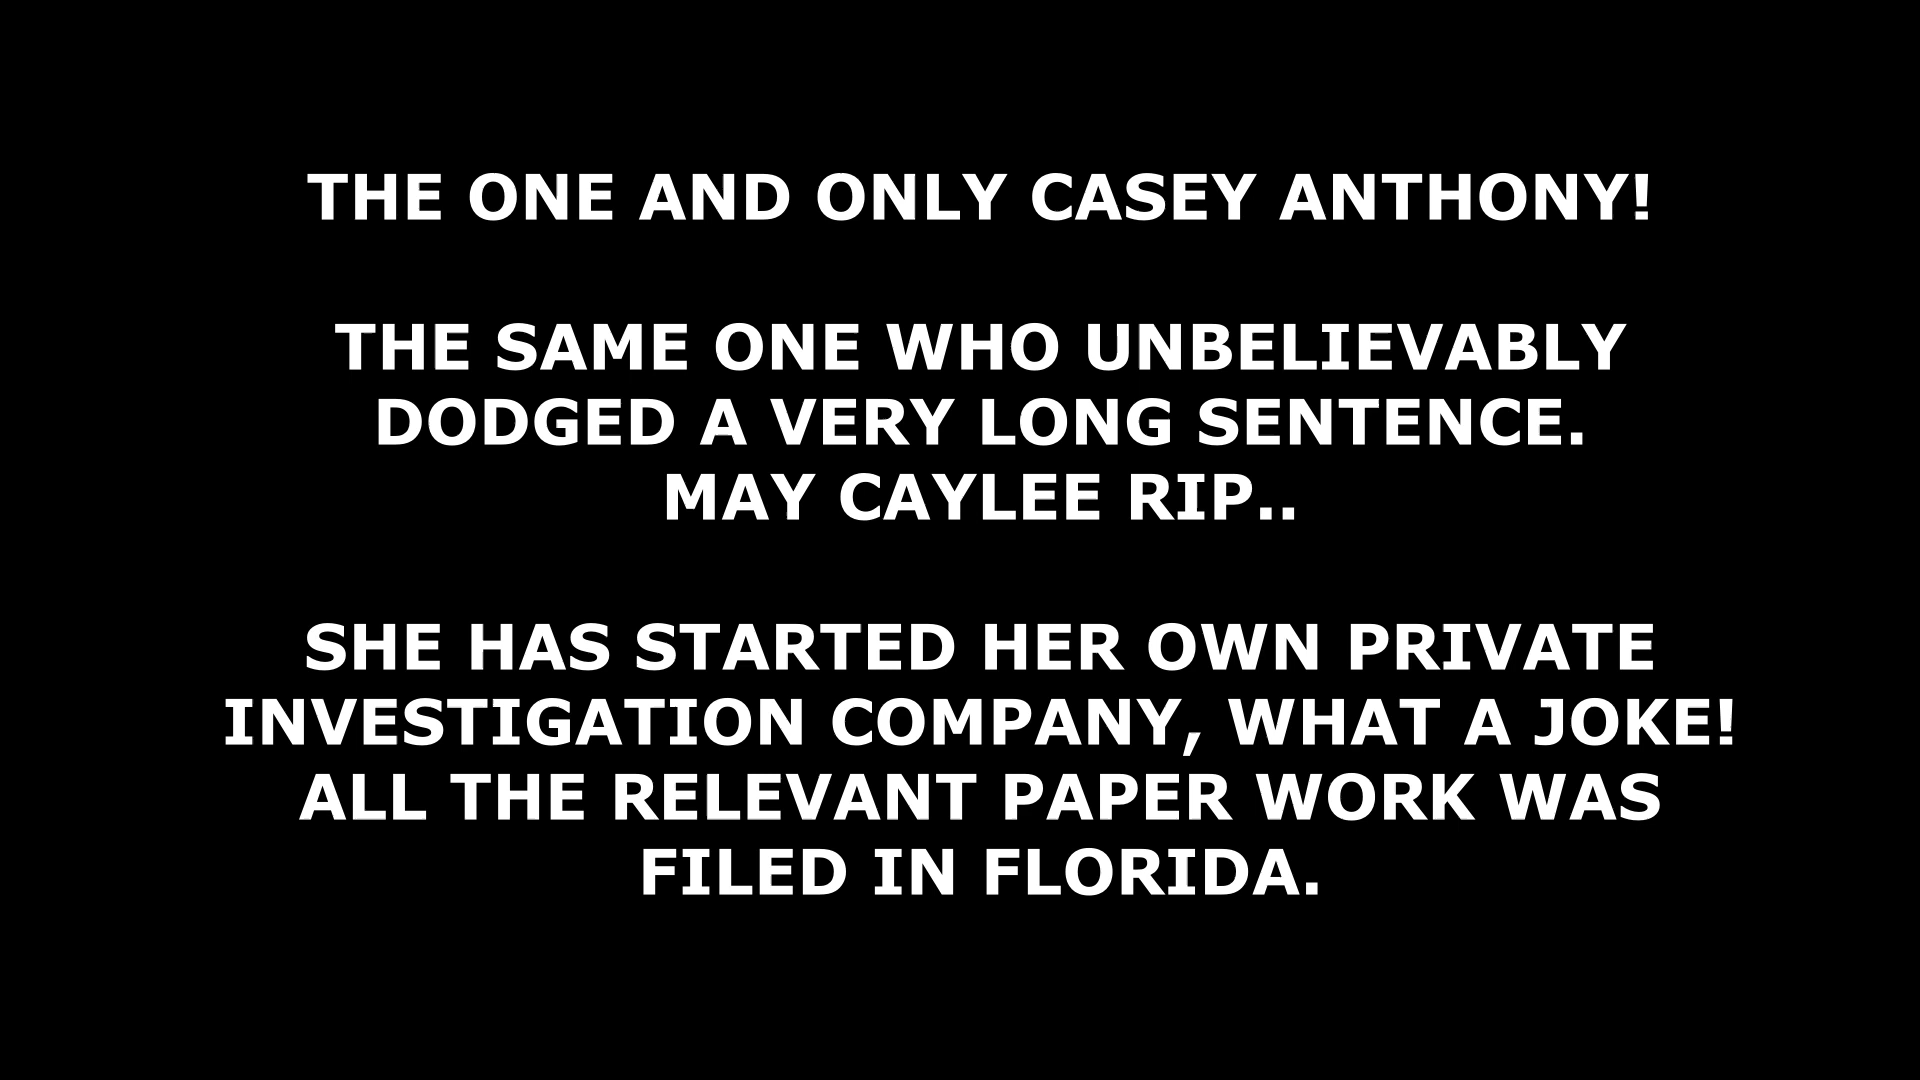 THE ONE AND ONLY CASEY ANTHONY!
THE SAME ONE WHO UNBELIEVABLY
DODGED A VERY LONG SENTENCE.
MAY CAYLEE RIP..
SHE HAS STARTED HER OWN PRIVATE
INVESTIGATION COMPANY, WHAT A JOKE!
ALL THE RELEVANT PAPER WORK WAS
FILED IN FLORIDA.